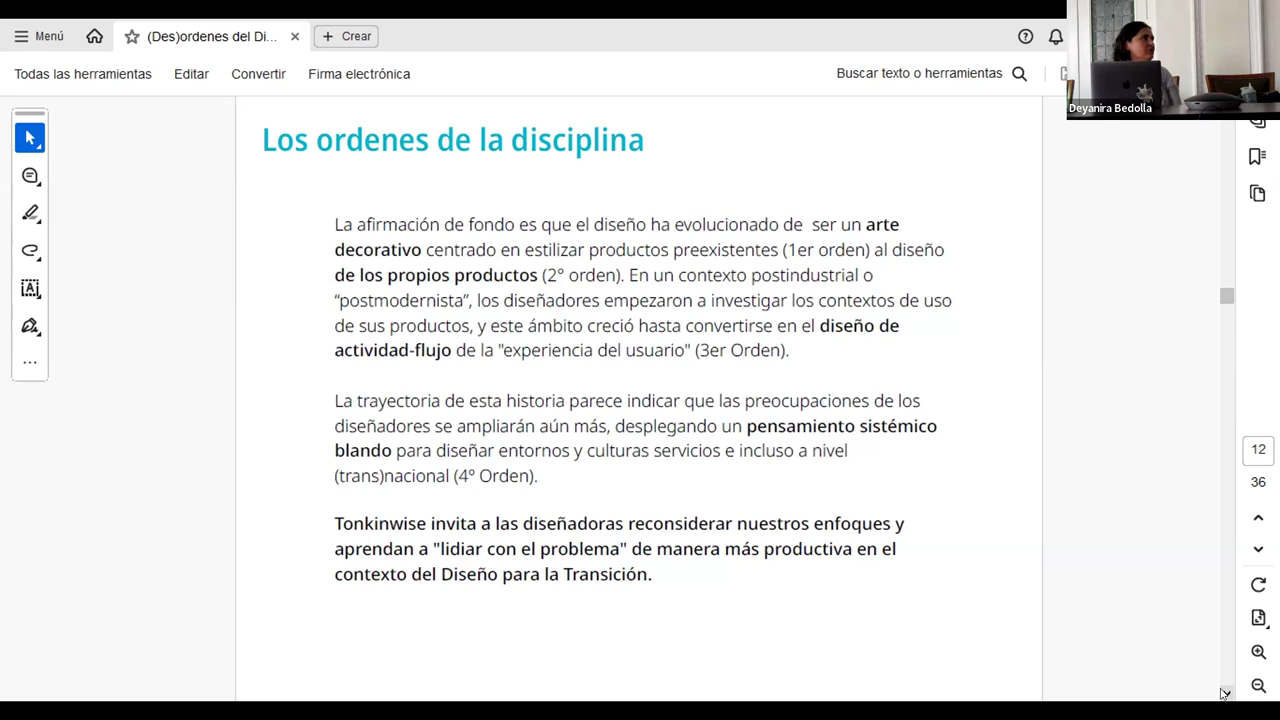 Menú
(Des)ordenes del Di...
Crear
Todas las herramientas
Editar
Convertir
Firma electrónica
Buscar texto o herramientas
Deyanira Bedolla
Los ordenes de la disciplina
La afirmación de fondo es que el diseño ha evolucionado de ser un arte
decorativo centrado en estilizar productos preexistentes (1er orden) al diseño
de los propios productos (2° orden). En un contexto postindustrial o
“postmodernista”, los diseñadores empezaron a investigar los contextos de uso
de sus productos, y este ámbito creció hasta convertirse en el diseño de
actividad-flujo de la "experiencia del usuario" (3er Orden).
La trayectoria de esta historia parece indicar que las preocupaciones de los
diseñadores se ampliarán aún más, desplegando un pensamiento sistémico
blando para diseñar entornos y culturas servicios e incluso a nivel
(trans)nacional (4º Orden).
Tonkinwise invita a las diseñadoras reconsiderar nuestros enfoques y
aprendan a "lidiar con el problema" de manera más productiva en el
contexto del Diseño para la Transición.
12
36